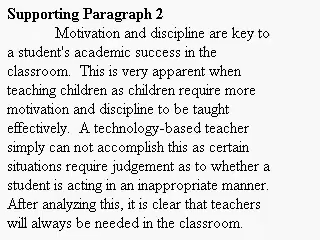 Supporting Paragraph 2
Motivation and discipline are key to
a student's academic success in the
classroom.  This is very apparent when
teaching children as children require more
motivation and discipline to be taught
effectively.  A technology-based teacher
simply can not accomplish this as certain
situations require judgement as to whether a
student is acting in an inappropriate manner.
After analyzing this, it is clear that teachers
will always be needed in the classroom.